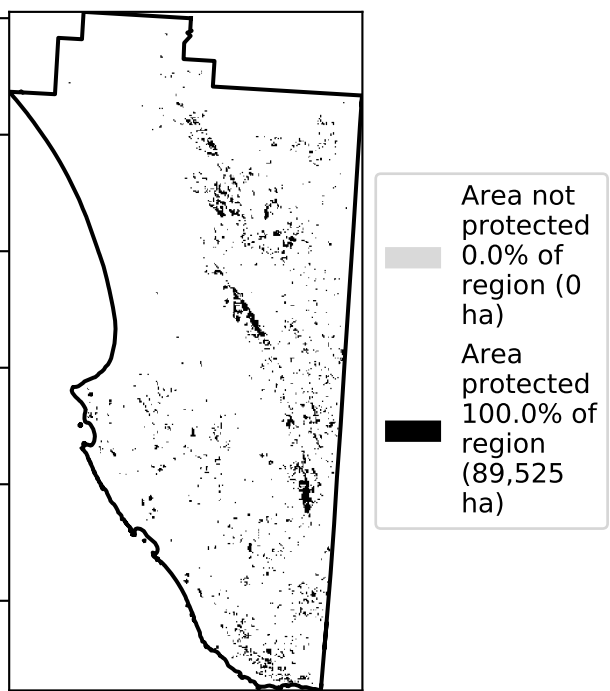 Area not
protected
0.0% of
region (0
ha)
Area
protected
100.0% of
region
(89,525
ha)